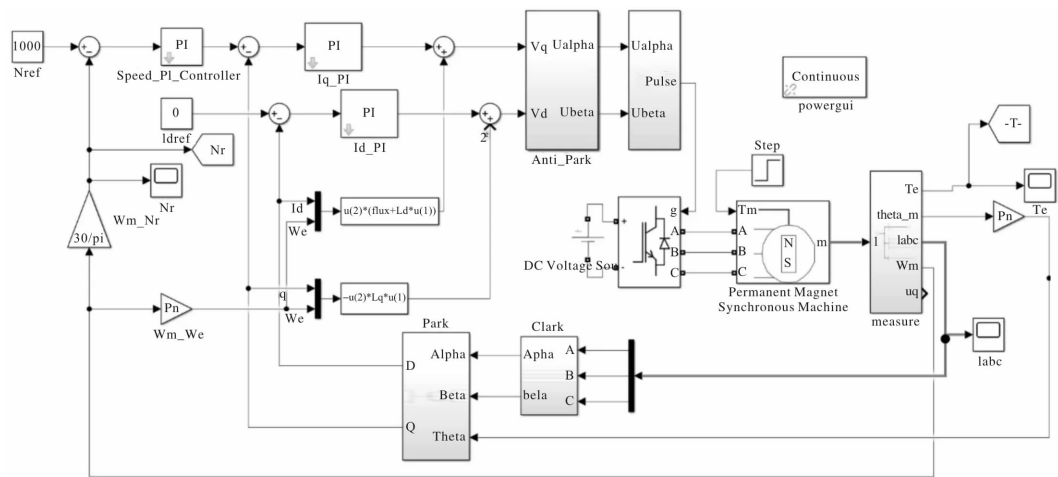 1000
Nref
+
-
PI
Speed_Pl_Controller
+
-
PI
Iq_PI
+
+
0
Idref
+
-
PI
Id_PI
+
+
2
Vq
Ualpha
Vd
Ubeta
Anti_Park
Ualpha
Pulse
Ubeta
Continuous
powergui
-T-
Nr
Nr
Wm_Nr
30/pi
Id
We
u(2)*(flux+Ld*u(1))
q
We
-u(2)*Lq*u(1)
Pn
Wm_We
+
-
DC Voltage Sou
g
A
B
C
Step
Tm
A
B
C
N
S
m
Permanent Magnet
Synchronous Machine
1
Te
theta_m
Iabc
Wm
uq
measure
Te
Pn
Iabc
Park
Alpha
D
Beta
Q
Theta
Clark
Apha
A
B
bela
C